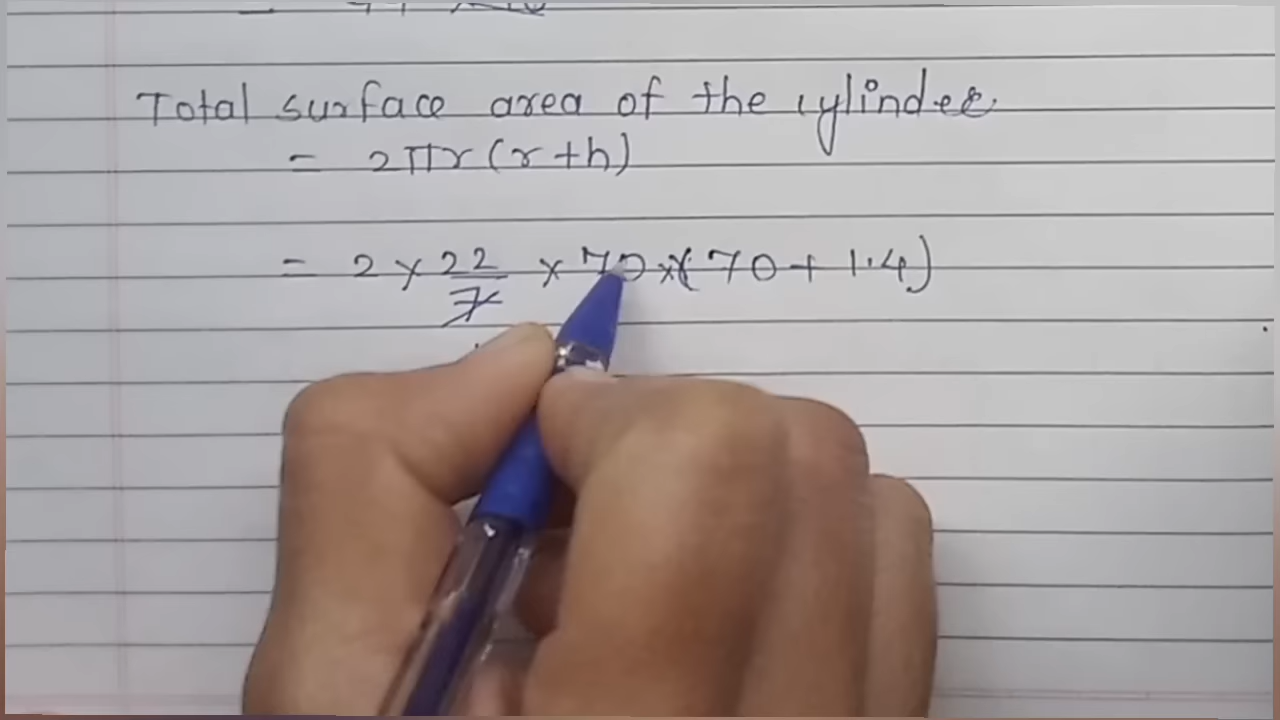 Total surface area of the cylinder
= 2πr(r+h)
= 2 × 22/7 × 70 × (70 + 1.4)